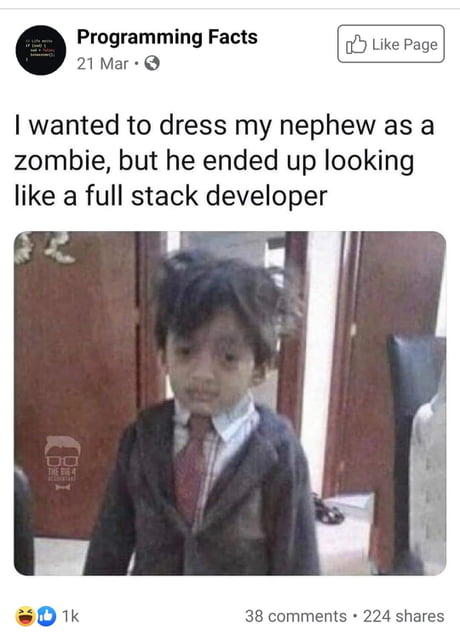 Programming Facts
21 Mar
Like Page
I wanted to dress my nephew as a
zombie, but he ended up looking
like a full stack developer
THE BIG 4
ACCOUNTANT
1k
38 comments • 224 shares